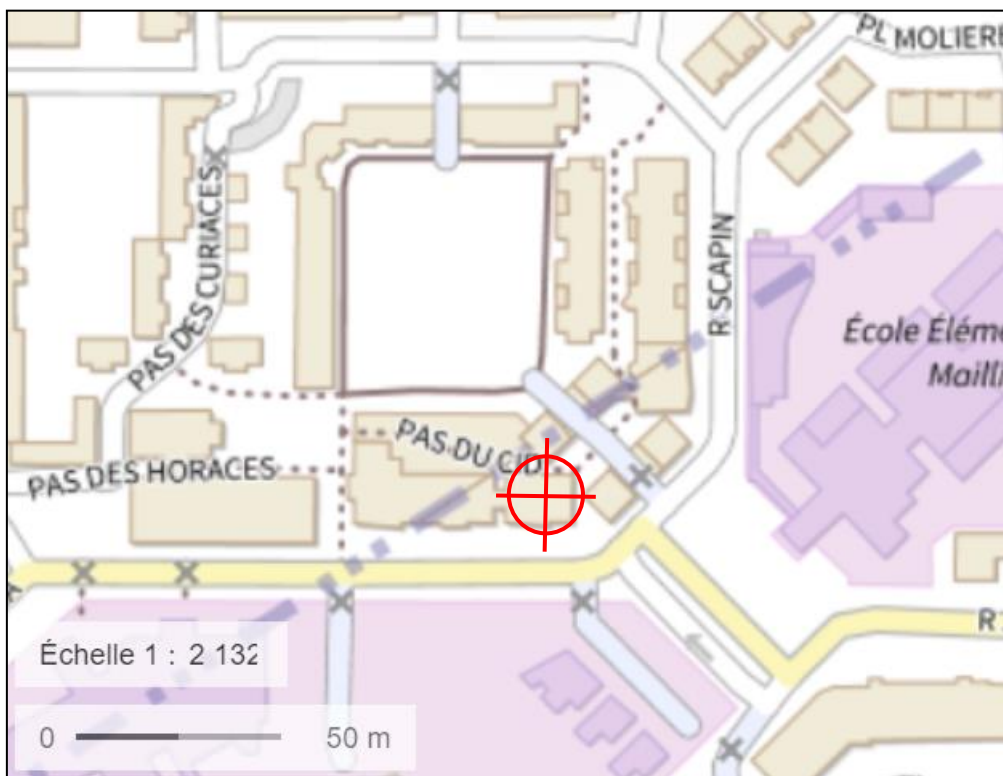 PL MOLIERE
PAS DES CURIACES
R SCAPIN
École Élém
Mailli
PAS DU CID
PAS DES HORACES
R
Échelle 1 : 2 132
0 50 m